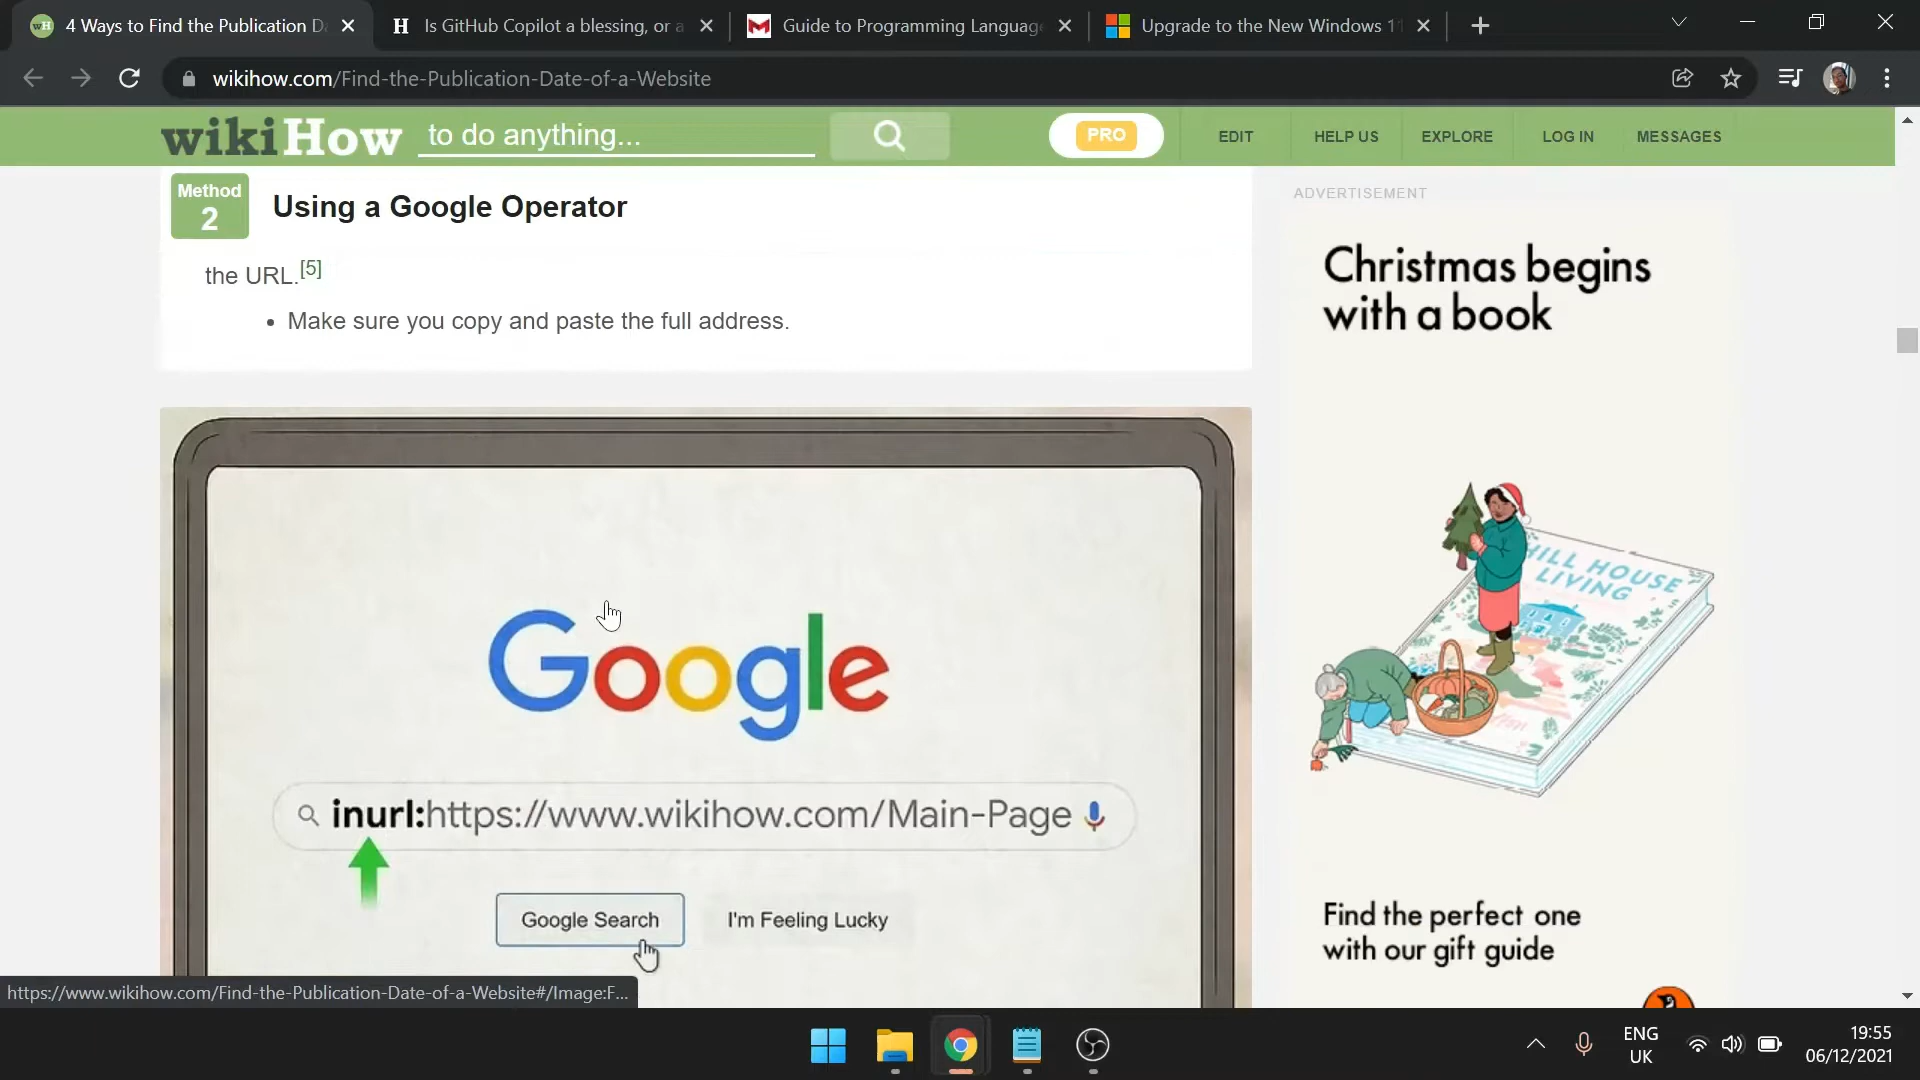 4 Ways to Find the Publication D
Is GitHub Copilot a blessing, or a
Guide to Programming Language
Upgrade to the New Windows 11
wikihow.com/Find-the-Publication-Date-of-a-Website
wikiHow
to do anything...
PRO
EDIT
HELP US
EXPLORE
LOG IN
MESSAGES
Method
2
Using a Google Operator
the URL.[5]
• Make sure you copy and paste the full address.
Google
inurl:https://www.wikihow.com/Main-Page
Google Search
I'm Feeling Lucky
ADVERTISEMENT
Christmas begins
with a book
HILL HOUSE
LIVING
Find the perfect one
with our gift guide
https://www.wikihow.com/Find-the-Publication-Date-of-a-Website#/Image:F...
ENG
UK
19:55
06/12/2021